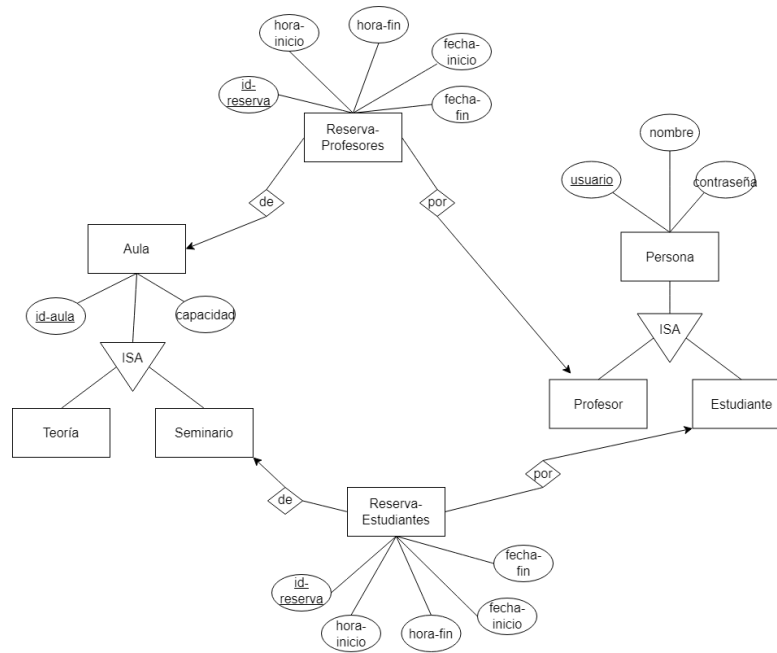 hora-
inicio
hora-fin
fecha-
inicio
id-
reserva
fecha-
fin
Reserva-
Profesores
nombre
usuario
contraseña
de
por
Aula
Persona
id-aula
capacidad
ISA
ISA
Teoría
Seminario
Profesor
Estudiante
de
Reserva-
Estudiantes
por
id-
reserva
hora-
inicio
hora-fin
fecha-
inicio
fecha-
fin